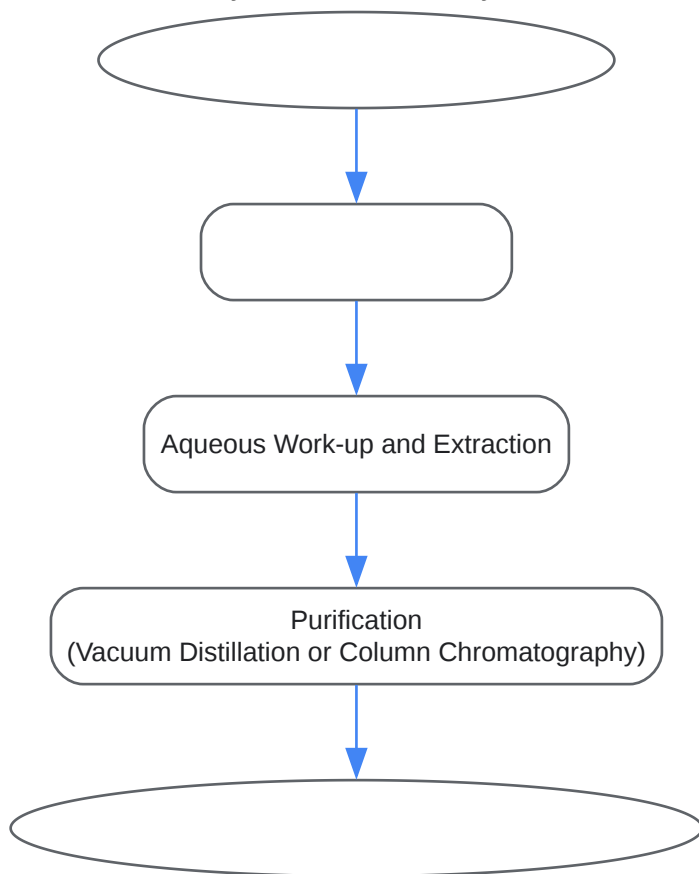 Aqueous Work-up and Extraction
Purification
(Vacuum Distillation or Column Chromatography)